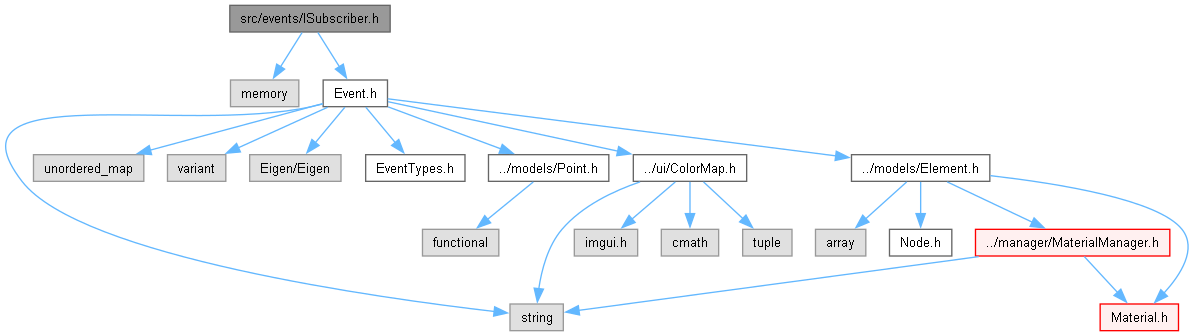 src/events/ISubscriber.h
memory
Event.h
unordered_map
variant
Eigen/Eigen
EventTypes.h
../models/Point.h
../ui/ColorMap.h
../models/Element.h
functional
imgui.h
cmath
tuple
array
Node.h
../manager/MaterialManager.h
string
Material.h